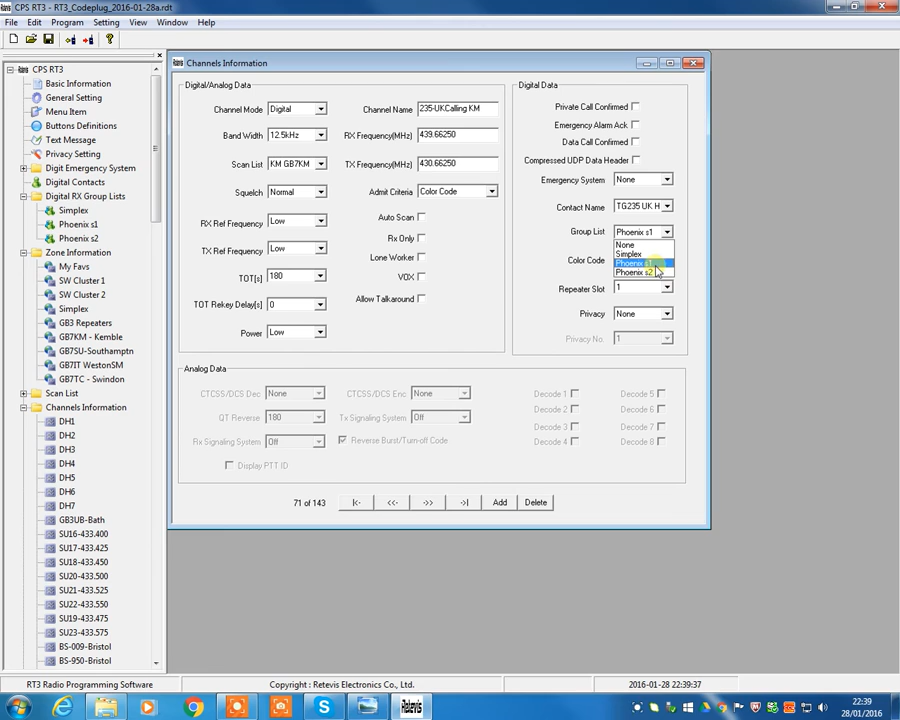 CPS RT3 - RT3_Codeplug_2016-01-28a.rdt
File Edit Program Setting View Window Help
CPS RT3
Basic Information
General Setting
Menu Item
Buttons Definitions
Text Message
Privacy Setting
Digit Emergency System
Digital Contacts
Digital RX Group Lists
Simplex
Phoenix s1
Phoenix s2
Zone Information
My Favs
SW Cluster 1
SW Cluster 2
Simplex
GB3 Repeaters
GB7KM - Kemble
GB7SU-Southamptn
GB7IT WestonSM
GB7TC - Swindon
Scan List
Channels Information
DH1
DH2
DH3
DH4
DH5
DH6
DH7
GB3UB-Bath
SU16-433.400
SU17-433.425
SU18-433.450
SU20-433.500
SU21-433.525
SU22-433.550
SU19-433.475
SU23-433.575
BS-009-Bristol
BS-950-Bristol
Channels Information
Digital/Analog Data
Channel Mode Digital
Band Width 12.5kHz
Scan List KM GB7KM
Squelch Normal
RX Ref Frequency Low
TX Ref Frequency Low
TOT[s] 180
TOT Rekey Delay[s] 0
Power Low
Channel Name 235-UKCalling KM
RX Frequency(MHz) 439.66250
TX Frequency(MHz) 430.66250
Admit Criteria Color Code
Auto Scan
Rx Only
Lone Worker
VOX
Allow Talkaround
Digital Data
Private Call Confirmed
Emergency Alarm Ack
Data Call Confirmed
Compressed UDP Data Header
Emergency System None
Contact Name TG235 UK H
Group List Phoenix s1
None
Simplex
Phoenix s1
Phoenix s2
Color Code
Repeater Slot 1
Privacy None
Privacy No. 1
Analog Data
CTCSS/DCS Dec None
QT Reverse 180
Rx Signaling System Off
Display PTT ID
CTCSS/DCS Enc None
Tx Signaling System Off
Reverse Burst/Turn-off Code
Decode 1 Decode 5
Decode 2 Decode 6
Decode 3 Decode 7
Decode 4 Decode 8
71 of 143 |<- <<- ->> ->| Add Delete
RT3 Radio Programming Software Copyright : Retevis Electronics Co., Ltd. 2016-01-28 22:39:37
Retevis
22:39
28/01/2016